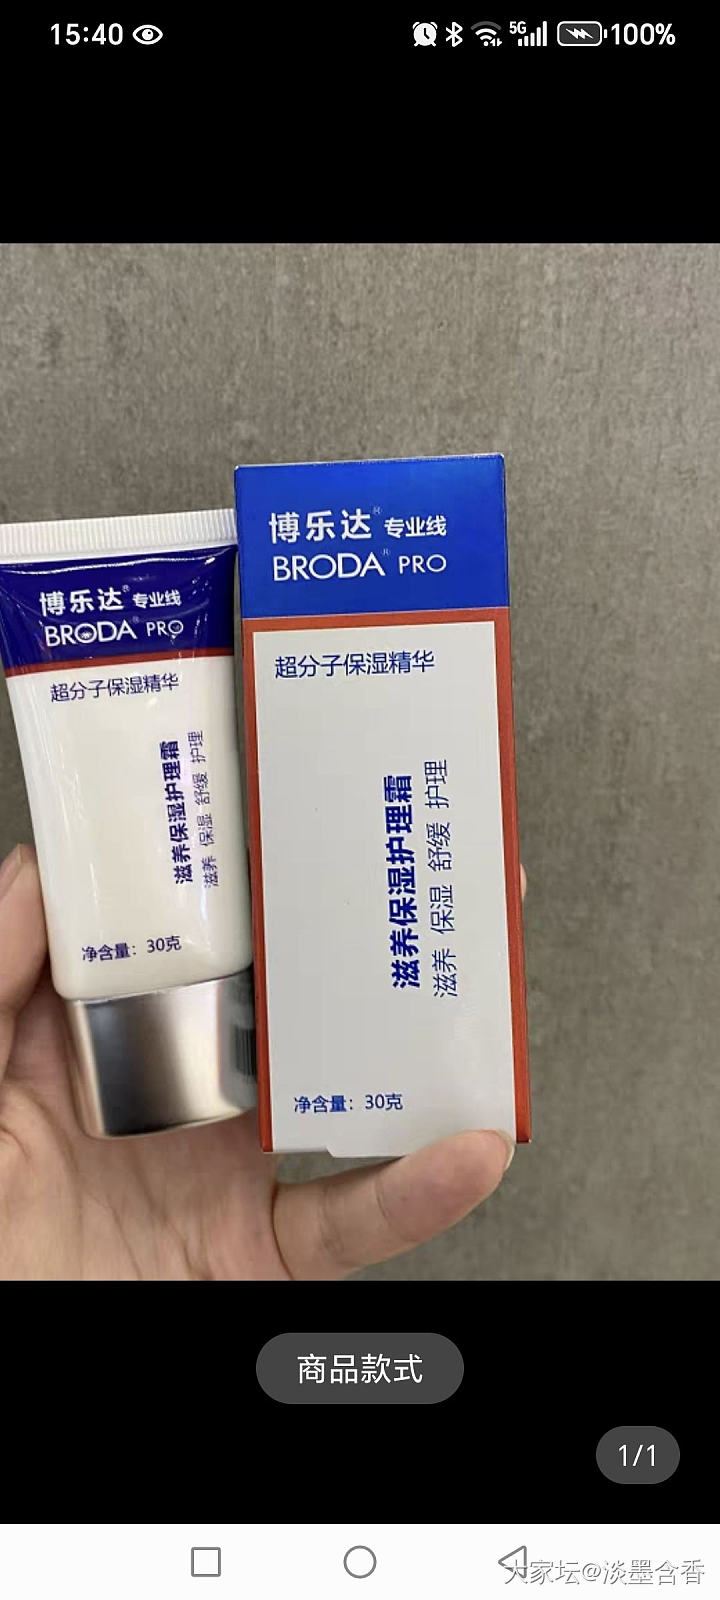 15:40
5G
100%
博乐达® 专业线
BRODA® PRO
超分子保湿精华
滋养保湿护理霜
滋养 保湿 舒缓 护理
净含量：30克
博乐达® 专业线
BRODA® PRO
超分子保湿精华
滋养保湿护理霜
滋养 保湿 舒缓 护理
净含量：30克
商品款式
1/1
大家坛@淡墨含香